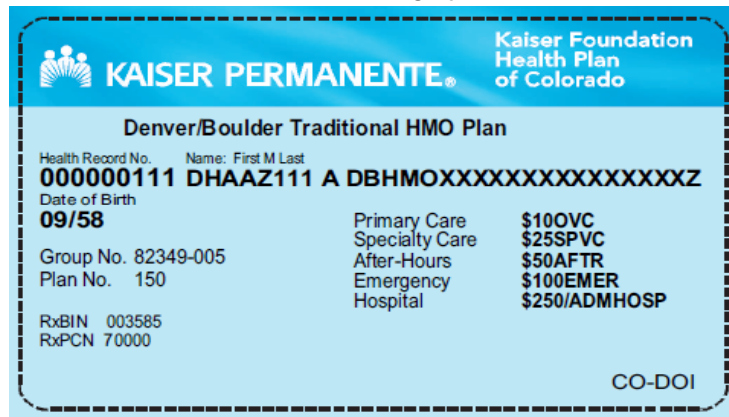 KAISER PERMANENTE®
Kaiser Foundation
Health Plan
of Colorado
Denver/Boulder Traditional HMO Plan
Health Record No. Name: First M Last
000000111 DHAAZ111 A DBHMOXXXXXXXXXXXXXXXZ
Date of Birth
09/58
Group No. 82349-005
Plan No. 150
RxBIN 003585
RxPCN 70000
Primary Care $10OVC
Specialty Care $25SPVC
After-Hours $50AFTR
Emergency $100EMER
Hospital $250/ADMHOSP
CO-DOI